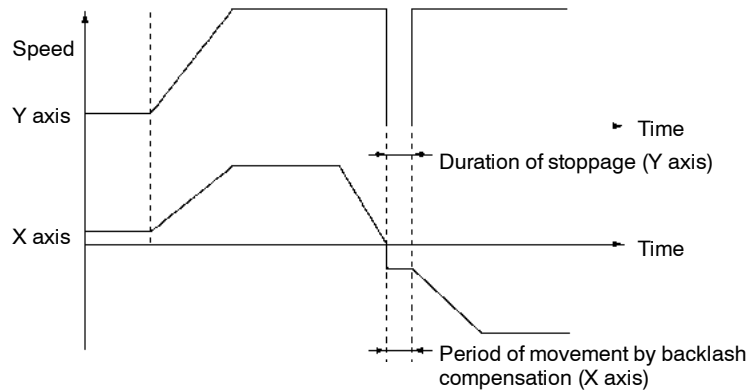 Speed
Y axis
Time
Duration of stoppage (Y axis)
X axis
Time
Period of movement by backlash
compensation (X axis)